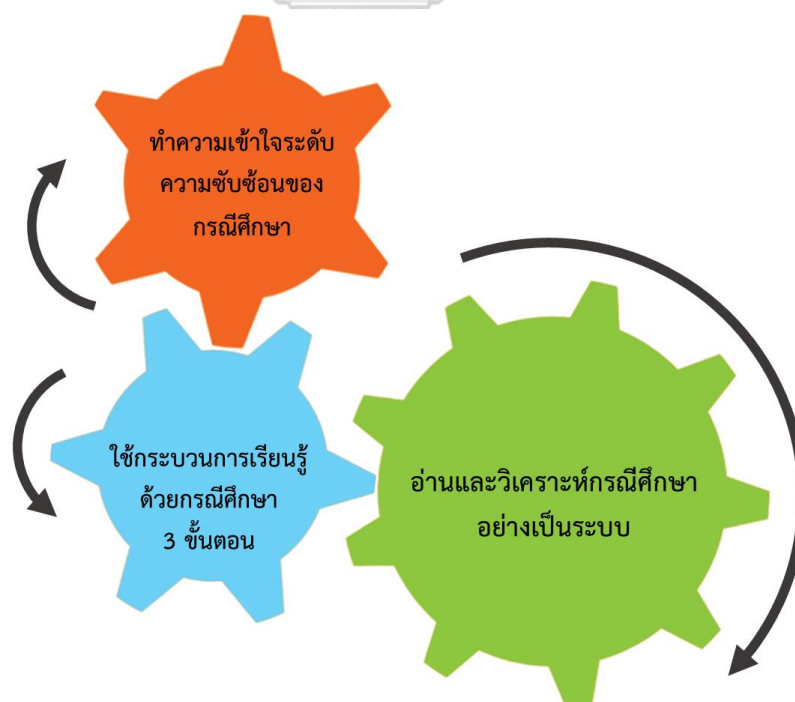 ทำความเข้าใจระดับ
ความซับซ้อนของ
กรณีศึกษา
ใช้กระบวนการเรียนรู้
ด้วยกรณีศึกษา
3 ขั้นตอน
อ่านและวิเคราะห์กรณีศึกษา
อย่างเป็นระบบ